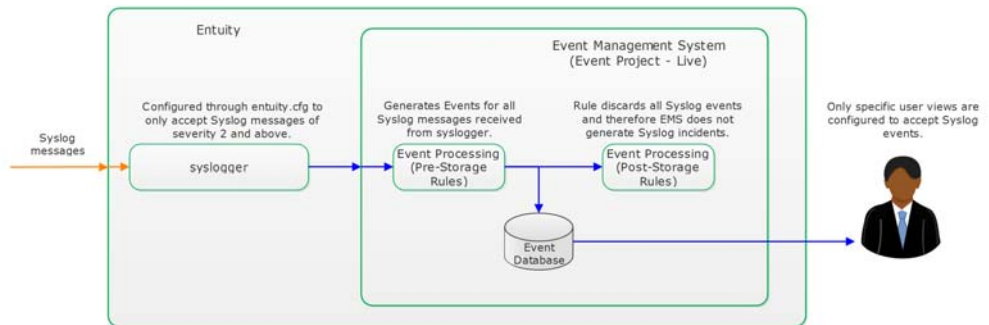 Entuity
Event Management System
(Event Project - Live)
Configured through entuity.cfg to
only accept Syslog messages of
severity 2 and above.
Generates Events for all
Syslog messages received
from syslogger.
Rule discards all Syslog events
and therefore EMS does not
generate Syslog incidents.
Only specific user views are
configured to accept Syslog
events.
Syslog
messages
syslogger
Event Processing
(Pre-Storage
Rules)
Event Processing
(Post-Storage
Rules)
Event
Database